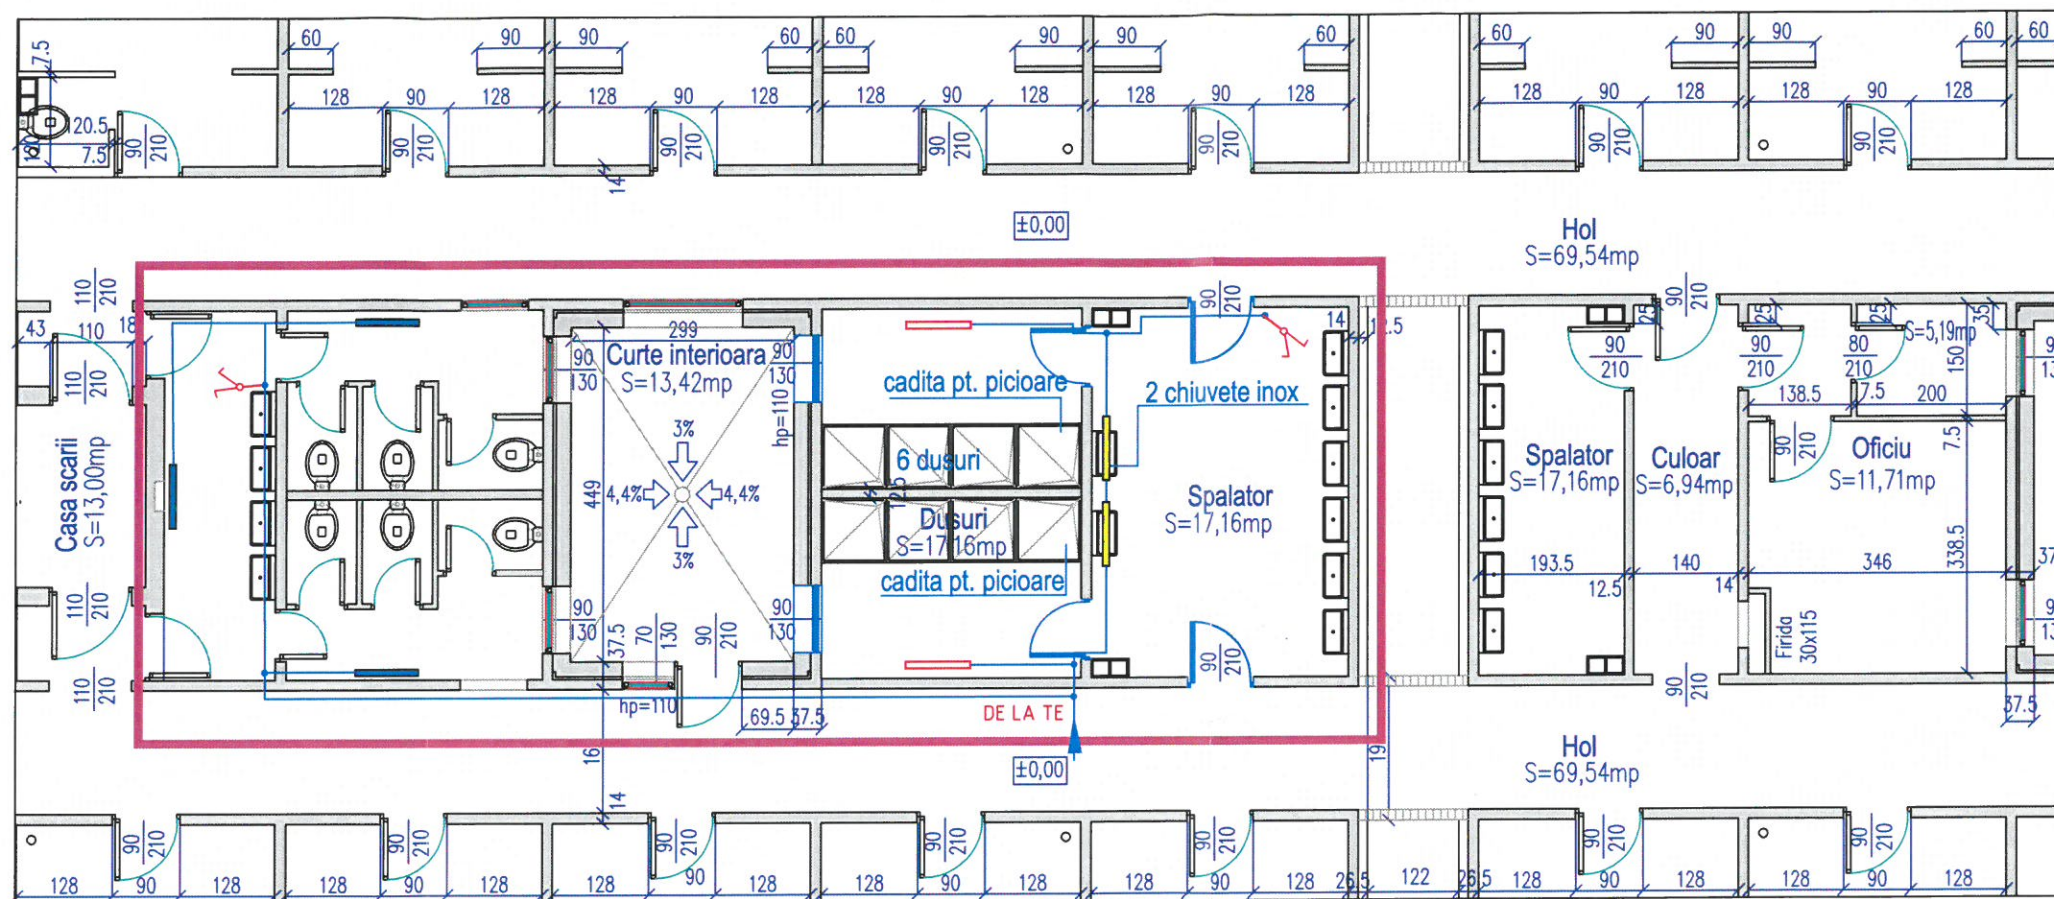 60 90 90 60 60 90 90 60 60 90 90 60 60
7.5
128 90 128 128 90 128 128 90 128 128 90 128 128 90 128 128 90 128
20.5
7.5
90 210 90 210 90 210 90 210 90 210 90 210 90 210
14
±0,00
Hol
S=69,54mp
110 210
90 210
90 210
43 110 18
299
14 12.5
25 25 25 35
S=5,19mp
Curte interioara
S=13,42mp
90 130
90 130
hp=110
110 210
90 210
90 210
80 210
150
cadita pt. picioare
2 chiuvete inox
138.5 7.5 200
3%
Casa scarii
S=13,00mp
6 dusuri
12.5
449
4,4% 4,4%
3%
Dusuri
S=17,16mp
Spalator
S=17,16mp
Spalator
S=17,16mp
Culoar
S=6,94mp
90 210
Oficiu
S=11,71mp
7.5
338.5
cadita pt. picioare
193.5 140 346 37
12.5 14
110 210
90 130
37.5
70 130
90 210
90 130
90 210
Firida
30x115
110 210
hp=110
69.5 37.5
DE LA TE
90 210
37.5
16
19
±0,00
Hol
S=69,54mp
14
90 210 90 210 90 210 90 210 90 210 90 210 90 210
128 90 128 128 90 128 128 90 128 128 90 128 128 90 128 26.5 122 26.5 128 90 128 128 90 128